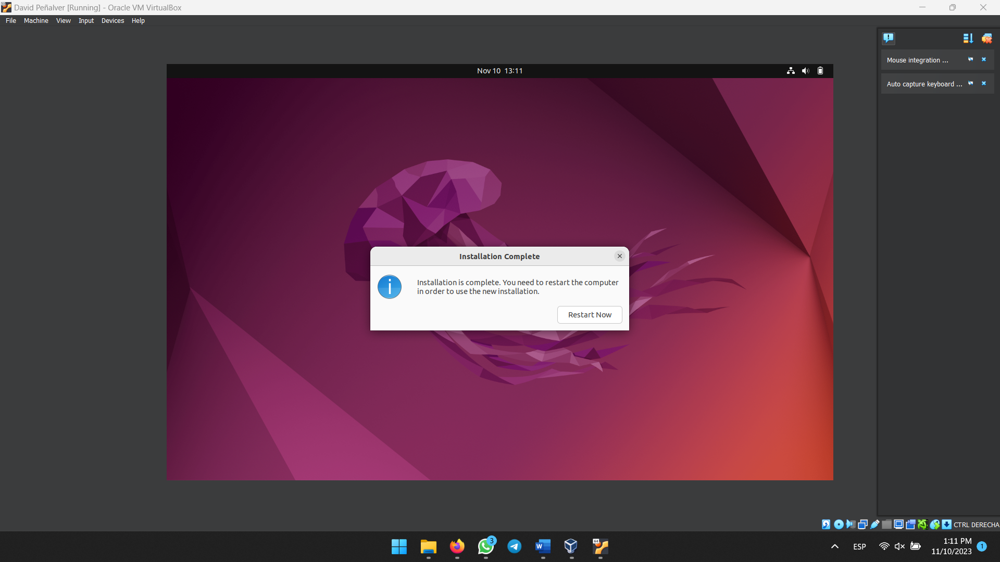 David Peñalver [Running] - Oracle VM VirtualBox
File Machine View Input Devices Help
Mouse integration ...
Auto capture keyboard ...
Nov 10 13:11
Installation Complete
Installation is complete. You need to restart the computer
in order to use the new installation.
Restart Now
CTRL DERECHA
64
3
W
64
ESP
1:11 PM
11/10/2023
1